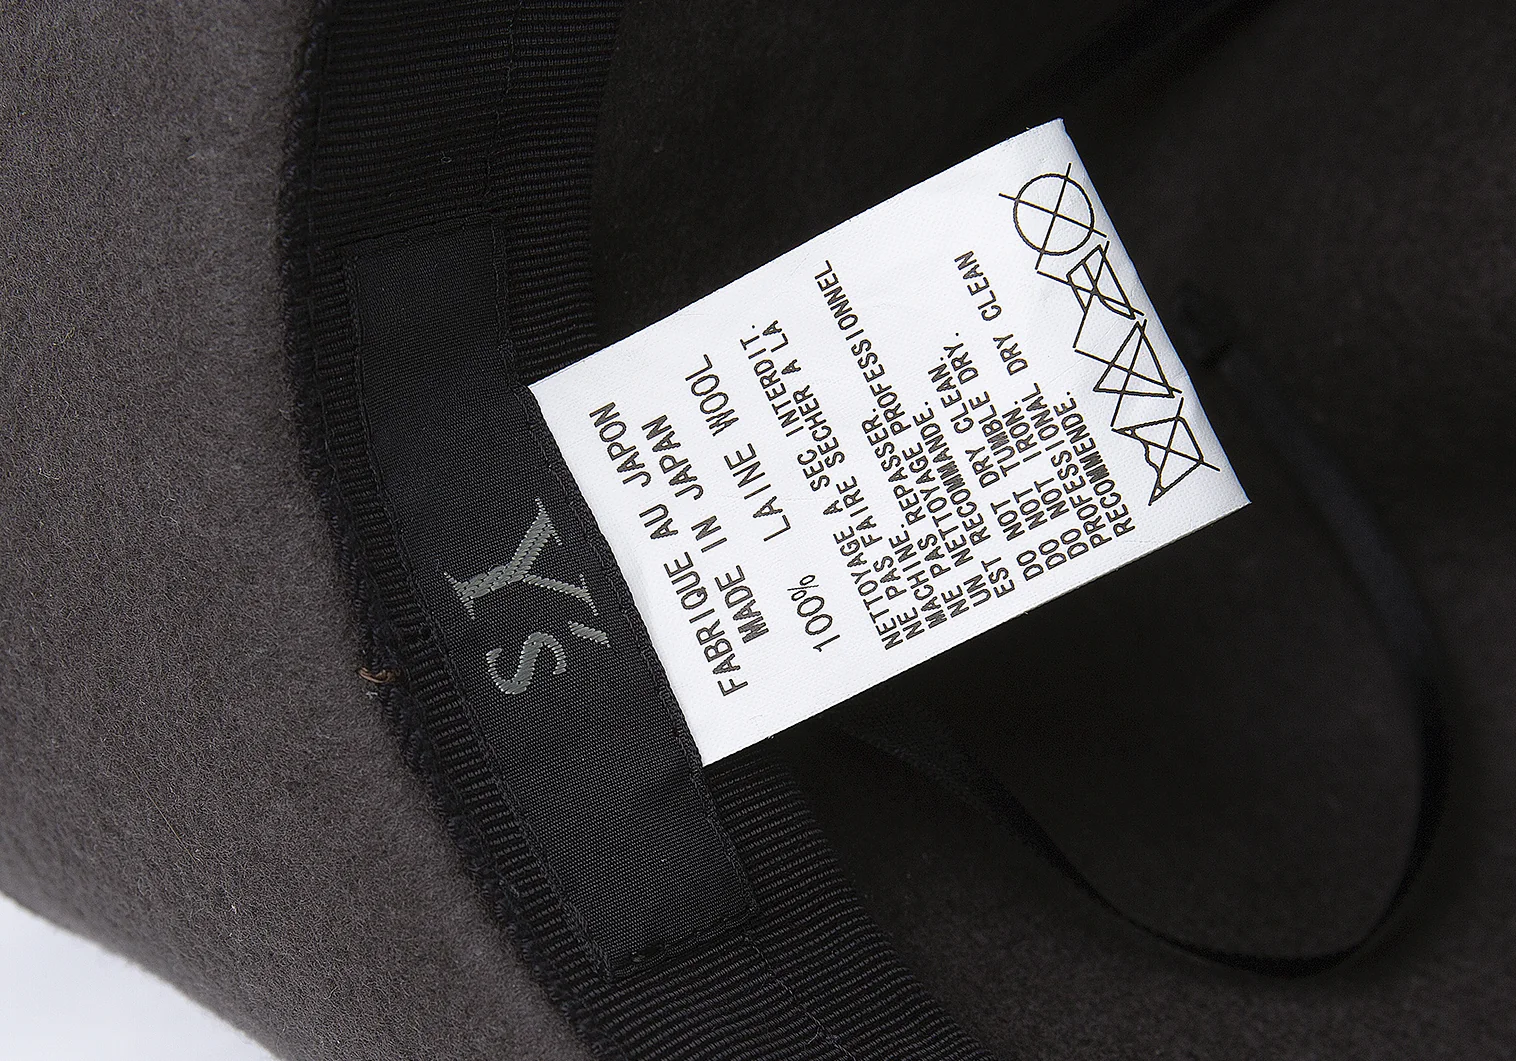 Y's
FABRIQUE AU JAPON
MADE IN JAPAN
100% LAINE WOOL
NETTOYAGE A SEC INTERDIT.
NE PAS FAIRE SECHER A LA
MACHINE. REPASSER.
NE PAS NETTOYAGE PROFESSIONNEL
UN NETTOYAGE RECOMMANDE.
EST RECOMMANDE.
DO NOT DRY CLEAN.
DO NOT TUMBLE DRY.
DO NOT IRON.
PROFESSIONAL DRY CLEAN
RECOMMENDE.